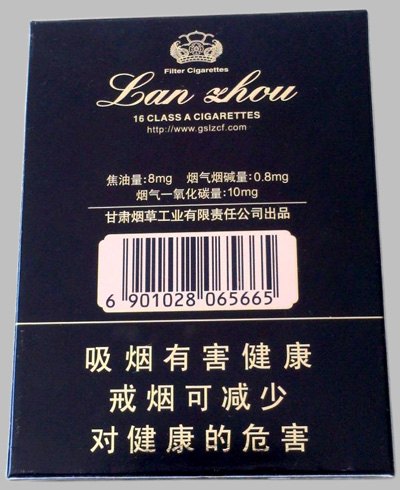 Filter Cigarettes
Lan zhou
16 CLASS A CIGARETTES
http://www.gslzcf.com
焦油量:8mg 烟气烟碱量:0.8mg
烟气一氧化碳量:10mg
甘肃烟草工业有限责任公司出品
6 901028 065665
吸烟有害健康
戒烟可减少
对健康的危害